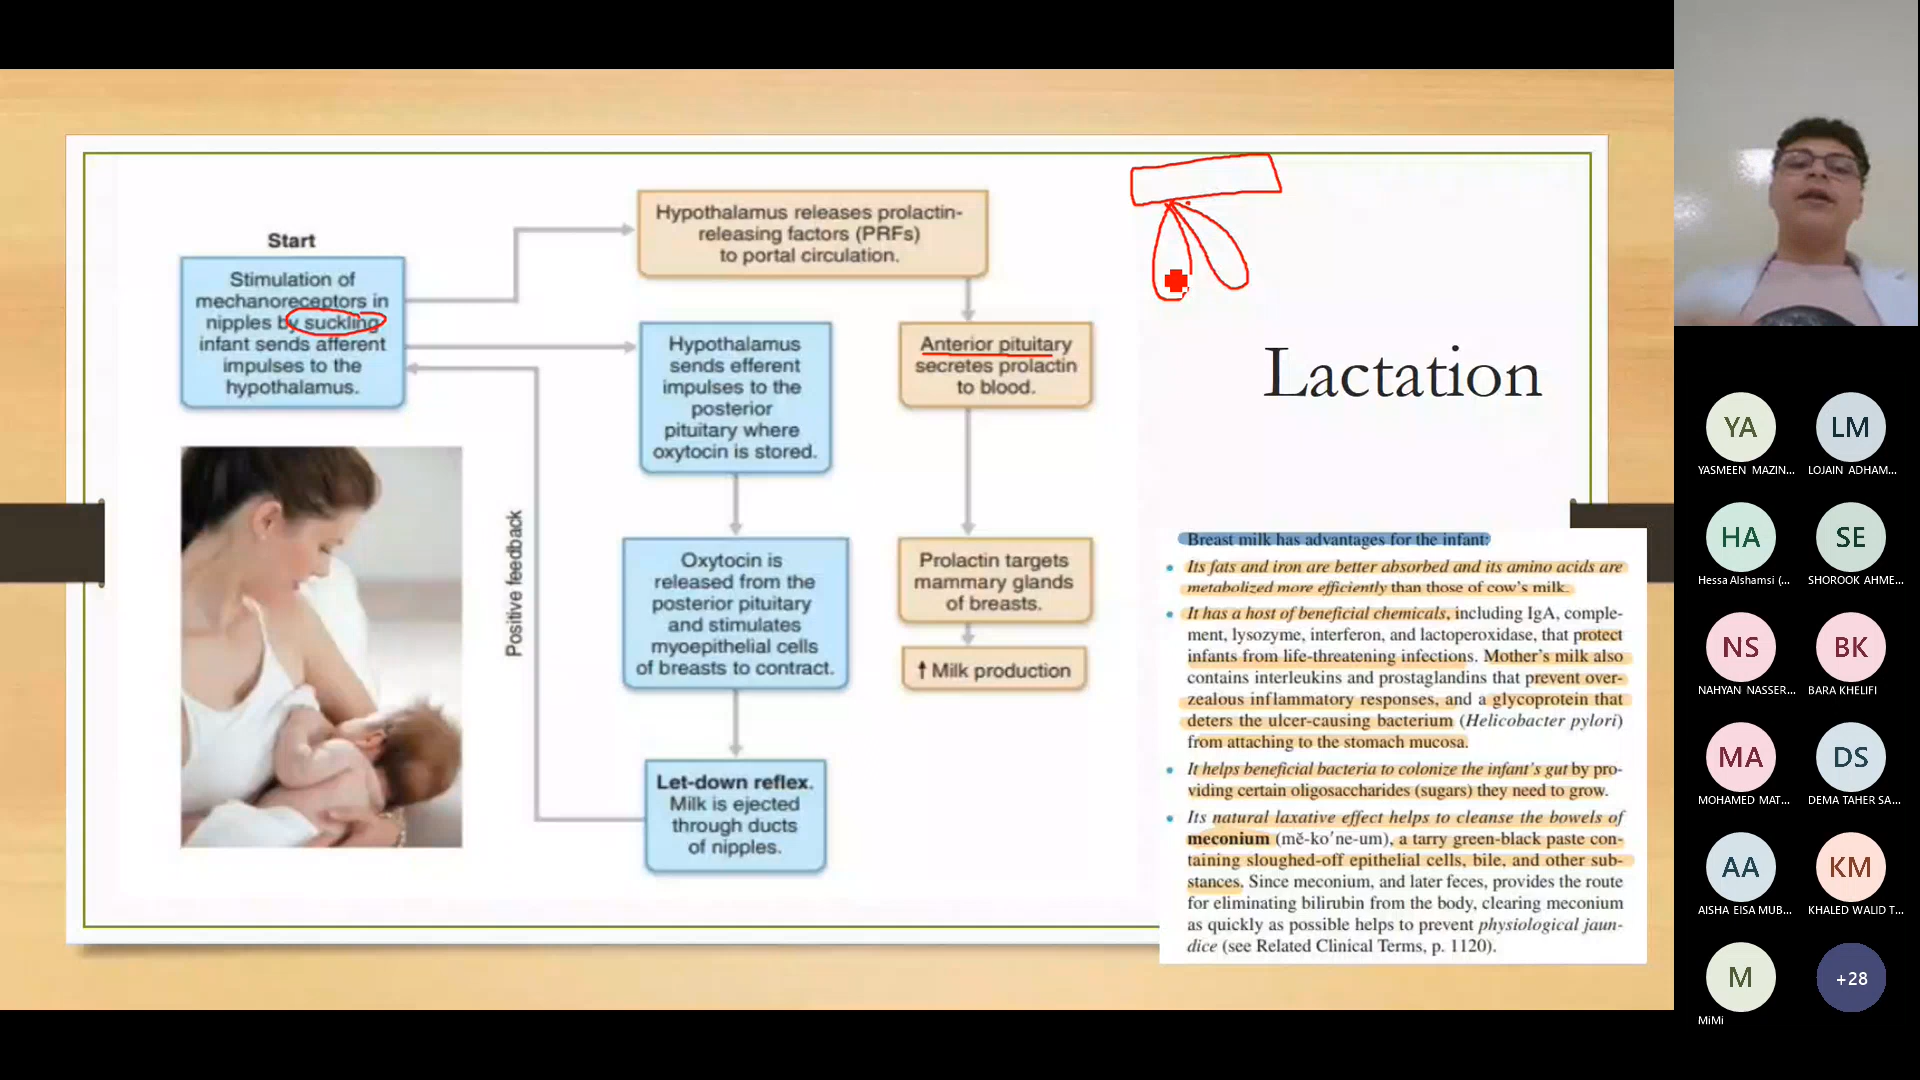 Start
Stimulation of
mechanoreceptors in
nipples by suckling
infant sends afferent
impulses to the
hypothalamus.
Hypothalamus releases prolactin-
releasing factors (PRFs)
to portal circulation.
Hypothalamus
sends efferent
impulses to the
posterior
pituitary where
oxytocin is stored.
Anterior pituitary
secretes prolactin
to blood.
Oxytocin is
released from the
posterior pituitary
and stimulates
myoepithelial cells
of breasts to contract.
Prolactin targets
mammary glands
of breasts.
↑ Milk production
Let-down reflex.
Milk is ejected
through ducts
of nipples.
Positive feedback
Lactation
Breast milk has advantages for the infant:
• Its fats and iron are better absorbed and its amino acids are
metabolized more efficiently than those of cow's milk.
• It has a host of beneficial chemicals, including IgA, comple-
ment, lysozyme, interferon, and lactoperoxidase, that protect
infants from life-threatening infections. Mother's milk also
contains interleukins and prostaglandins that prevent over-
zealous inflammatory responses, and a glycoprotein that
deters the ulcer-causing bacterium (Helicobacter pylori)
from attaching to the stomach mucosa.
• It helps beneficial bacteria to colonize the infant's gut by pro-
viding certain oligosaccharides (sugars) they need to grow.
• Its natural laxative effect helps to cleanse the bowels of
meconium (mĕ-ko′ne-um), a tarry green-black paste con-
taining sloughed-off epithelial cells, bile, and other sub-
stances. Since meconium, and later feces, provides the route
for eliminating bilirubin from the body, clearing meconium
as quickly as possible helps to prevent physiological jaun-
dice (see Related Clinical Terms, p. 1120).
YA
LM
YASMEEN MAZIN...
LOJAIN ADHAM...
HA
SE
Hessa Alshamsi (...
SHOROOK AHME...
NS
BK
NAHYAN NASSER...
BARA KHELIFI
MA
DS
MOHAMED MAT...
DEMA TAHER SA...
AA
KM
AISHA EISA MUB...
KHALED WALID T...
M
+28
MiMi